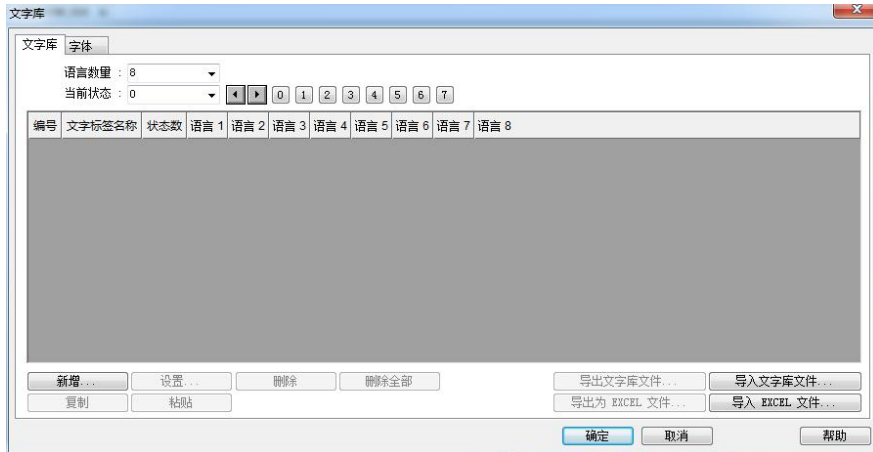 文字库
文字库 字体
语言数量 : 8
当前状态 : 0 0 1 2 3 4 5 6 7
编号 文字标签名称 状态数 语言 1 语言 2 语言 3 语言 4 语言 5 语言 6 语言 7 语言 8
新增... 设置... 删除 删除全部 导出文字库文件... 导入文字库文件...
复制 粘贴 导出为 EXCEL 文件... 导入 EXCEL 文件...
确定 取消 帮助